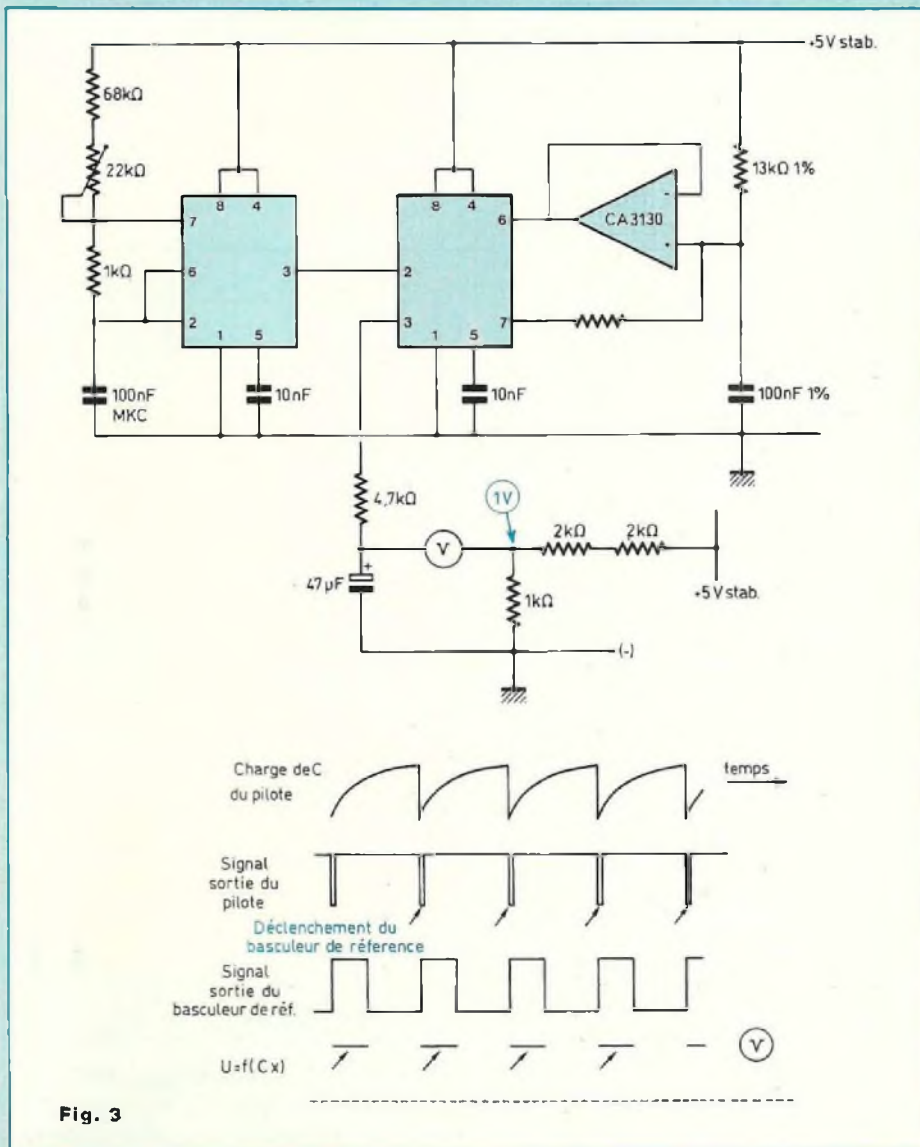 +5V stab.
68kΩ
22kΩ
13kΩ 1%
8 4
8 4
7
6
CA3130
-
+
1kΩ
6
3
2
2
3
7
1 5
1 5
100nF
MKC
10nF
10nF
100nF 1%
4,7kΩ
1V
2kΩ
2kΩ
V
+
47µF
1kΩ
+5V stab.
(-)
Charge de C
du pilote
temps
Signal
sortie du
pilote
Déclenchement du
basculeur de réference
Signal
sortie du
basculeur de réf.
U=f(Cx)
V
Fig. 3